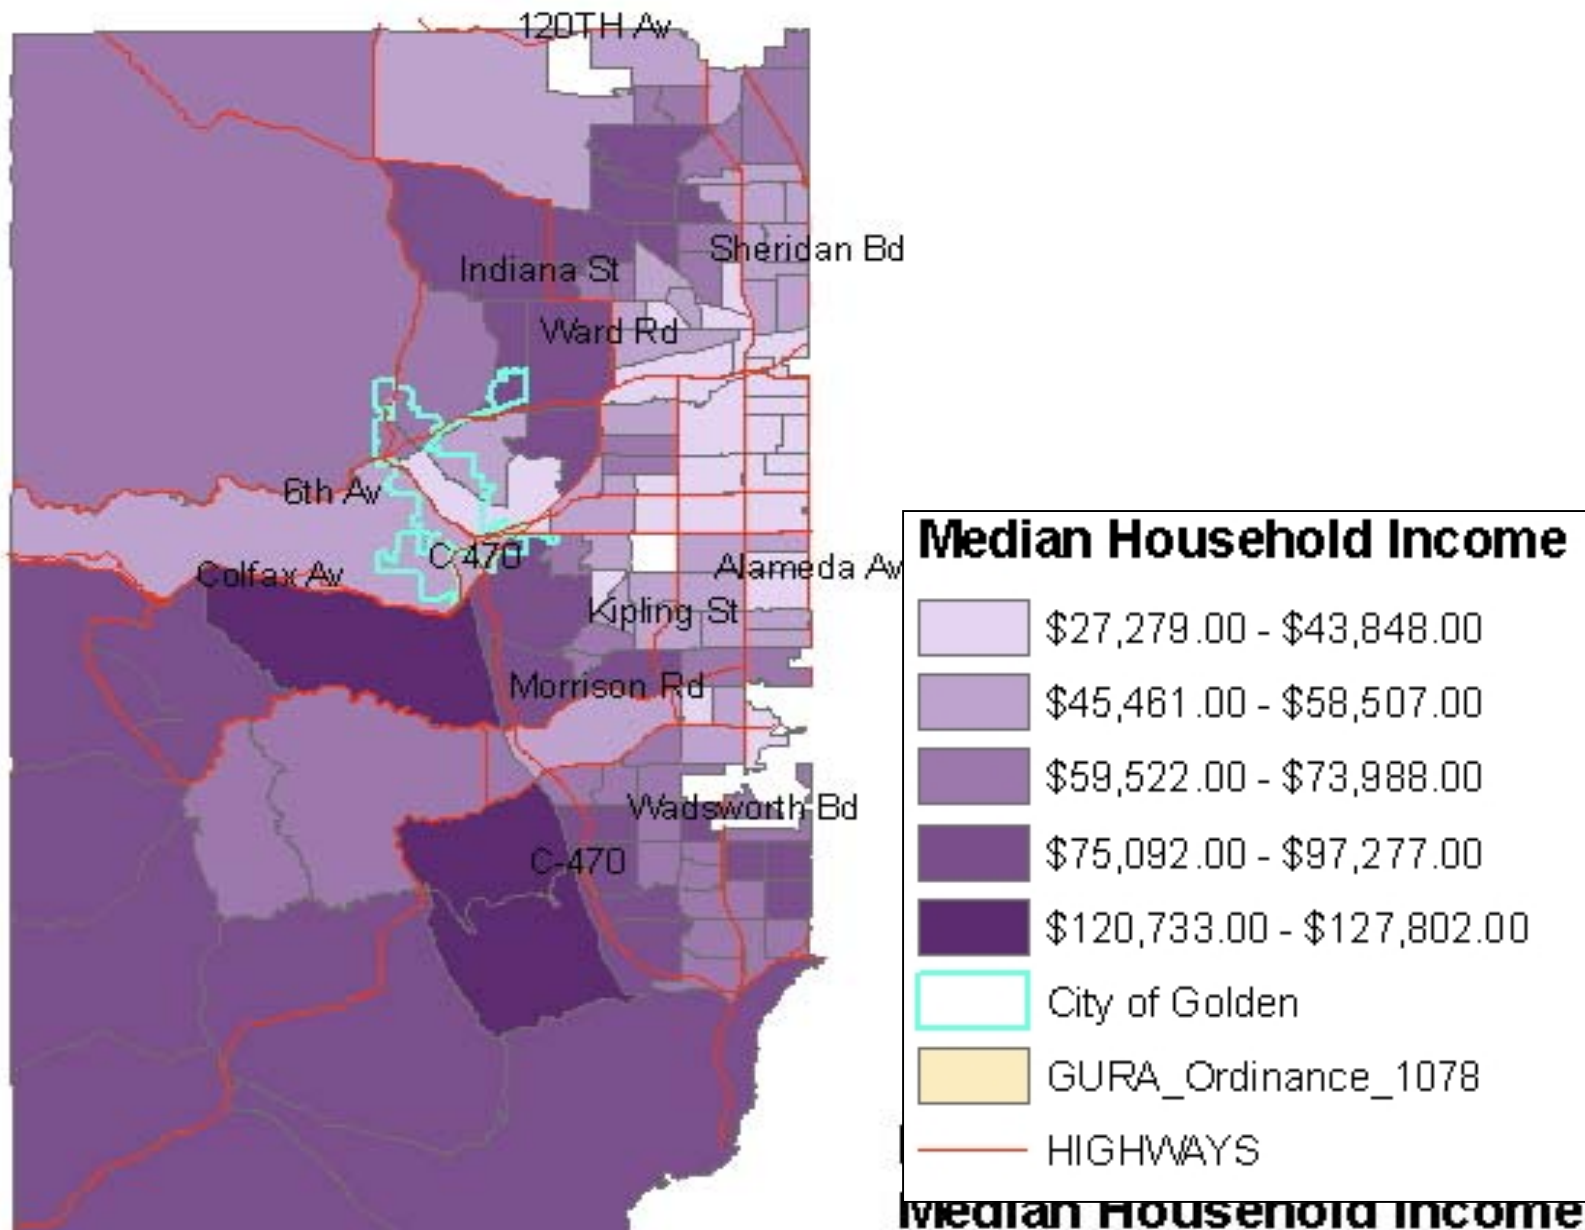 120TH Av
Sheridan Bd
Indiana St
Ward Rd
6th Av
C-470
Alameda Av
Colfax Av
Kipling St
Morrison Rd
Wadsworth Bd
C-470
Median Household Income
$27,279.00 - $43,848.00
$45,461.00 - $58,507.00
$59,522.00 - $73,988.00
$75,092.00 - $97,277.00
$120,733.00 - $127,802.00
City of Golden
GURA_Ordinance_1078
HIGHWAYS
Median Household Income